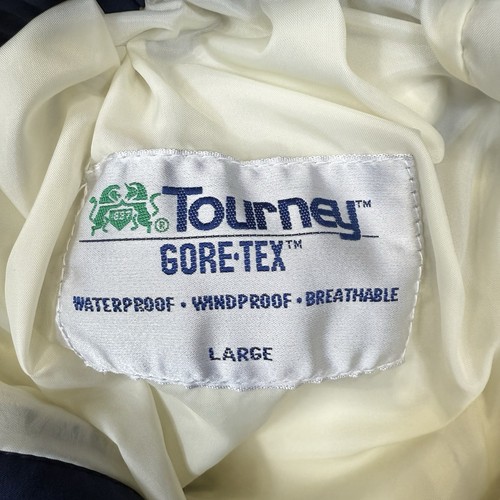 Tourney™
®
GORE-TEX™
WATERPROOF • WINDPROOF • BREATHABLE
LARGE